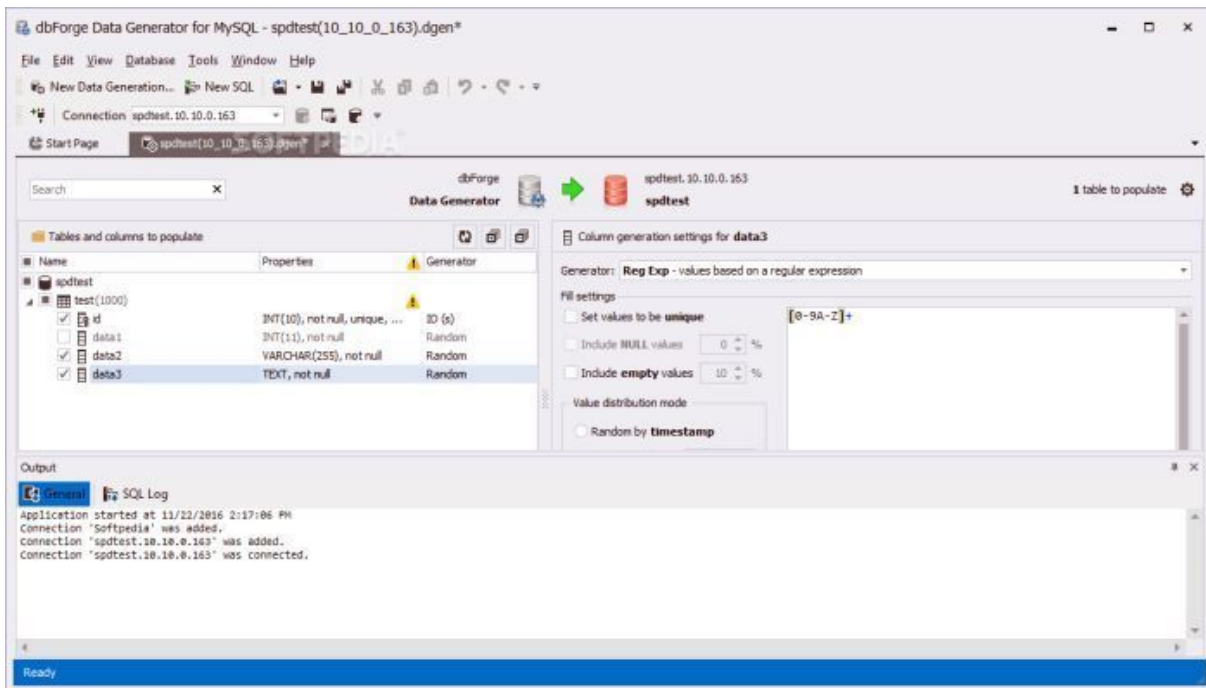 dbForge Data Generator for MySQL - spdtest(10_10_0_163).dgen*
File Edit View Database Tools Window Help
New Data Generation... New SQL
Connection spdtest.10.10.0.163
Start Page spdtest(10_10_0_163).dgen*
SOFTPEDIA
Search
dbForge
Data Generator
spdtest.10.10.0.163
spdtest
1 table to populate
Tables and columns to populate
Name Properties Generator
spdtest
test(1000)
id INT(10), not null, unique, ... ID (s)
data1 INT(11), not null Random
data2 VARCHAR(255), not null Random
data3 TEXT, not null Random
Column generation settings for data3
Generator: Reg Exp - values based on a regular expression
Fill settings
Set values to be unique
[0-9A-Z]+
Include NULL values 0 %
Include empty values 10 %
Value distribution mode
Random by timestamp
Output
General SQL Log
Application started at 11/22/2016 2:17:06 PM
Connection 'Softpedia' was added.
Connection 'spdtest.10.10.0.163' was added.
Connection 'spdtest.10.10.0.163' was connected.
Ready